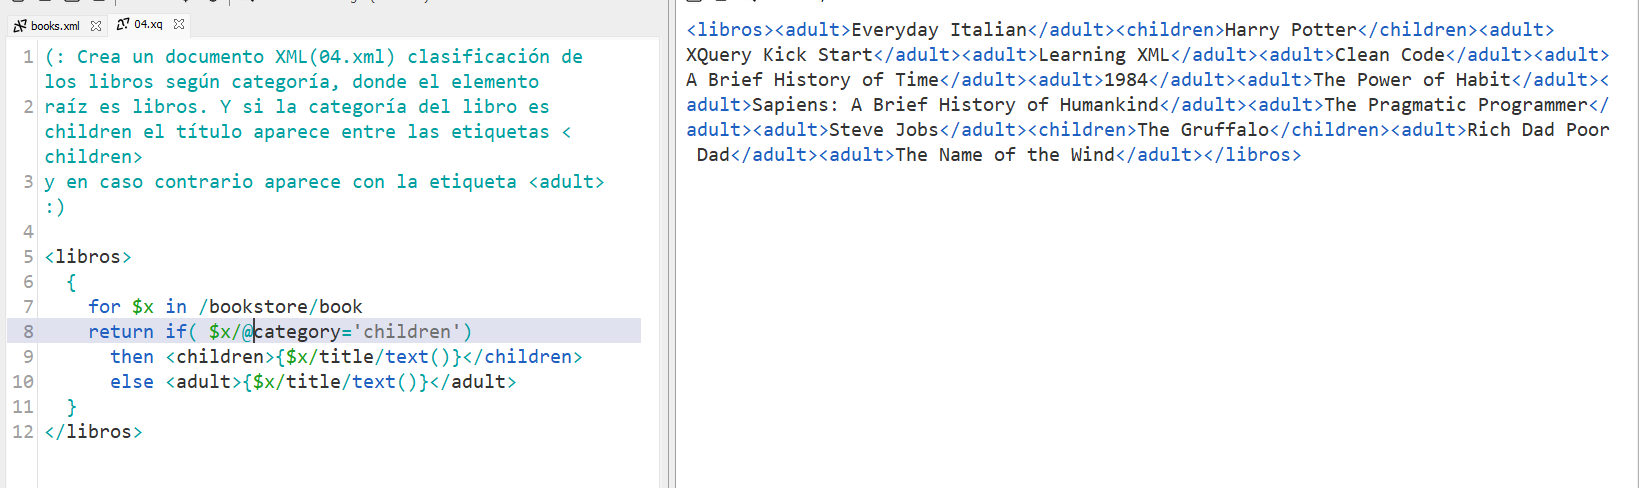 books.xml
04.xq
1 (: Crea un documento XML(04.xml) clasificación de
los libros según categoría, donde el elemento
2 raíz es libros. Y si la categoría del libro es
children el título aparece entre las etiquetas <
children>
3 y en caso contrario aparece con la etiqueta <adult>
:)
4
5 <libros>
6 {
7 for $x in /bookstore/book
8 return if( $x/@category='children')
9 then <children>{$x/title/text()}</children>
10 else <adult>{$x/title/text()}</adult>
11 }
12 </libros>
<libros><adult>Everyday Italian</adult><children>Harry Potter</children><adult>
XQuery Kick Start</adult><adult>Learning XML</adult><adult>Clean Code</adult><adult>
A Brief History of Time</adult><adult>1984</adult><adult>The Power of Habit</adult><
adult>Sapiens: A Brief History of Humankind</adult><adult>The Pragmatic Programmer</
adult><adult>Steve Jobs</adult><children>The Gruffalo</children><adult>Rich Dad Poor
Dad</adult><adult>The Name of the Wind</adult></libros>